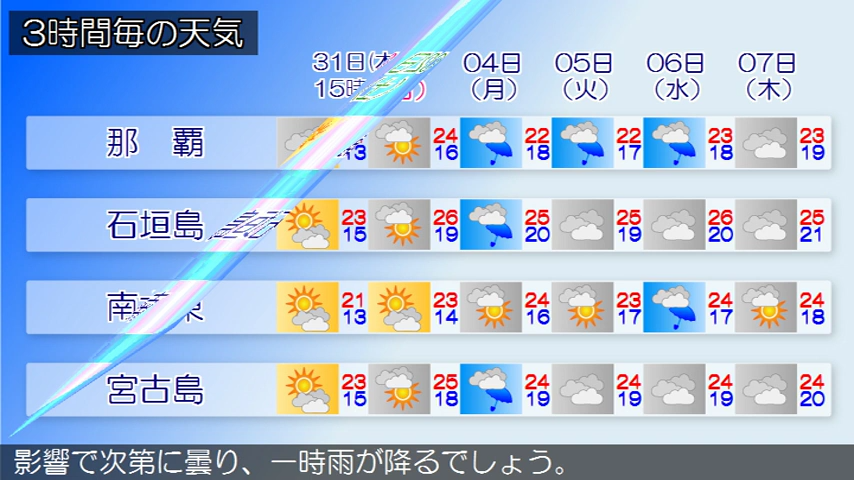 3時間毎の天気
31日(木 04日 05日 06日 07日
15時 (月) (火) (水) (木)
那覇 13 24 16 22 18 22 17 23 18 23 19
石垣島 23 15 26 19 25 20 25 19 26 20 25 21
南 東 21 13 23 14 24 16 23 17 24 17 24 18
宮古島 23 15 25 18 24 19 24 19 24 19 24 20
影響で次第に曇り、一時雨が降るでしょう。